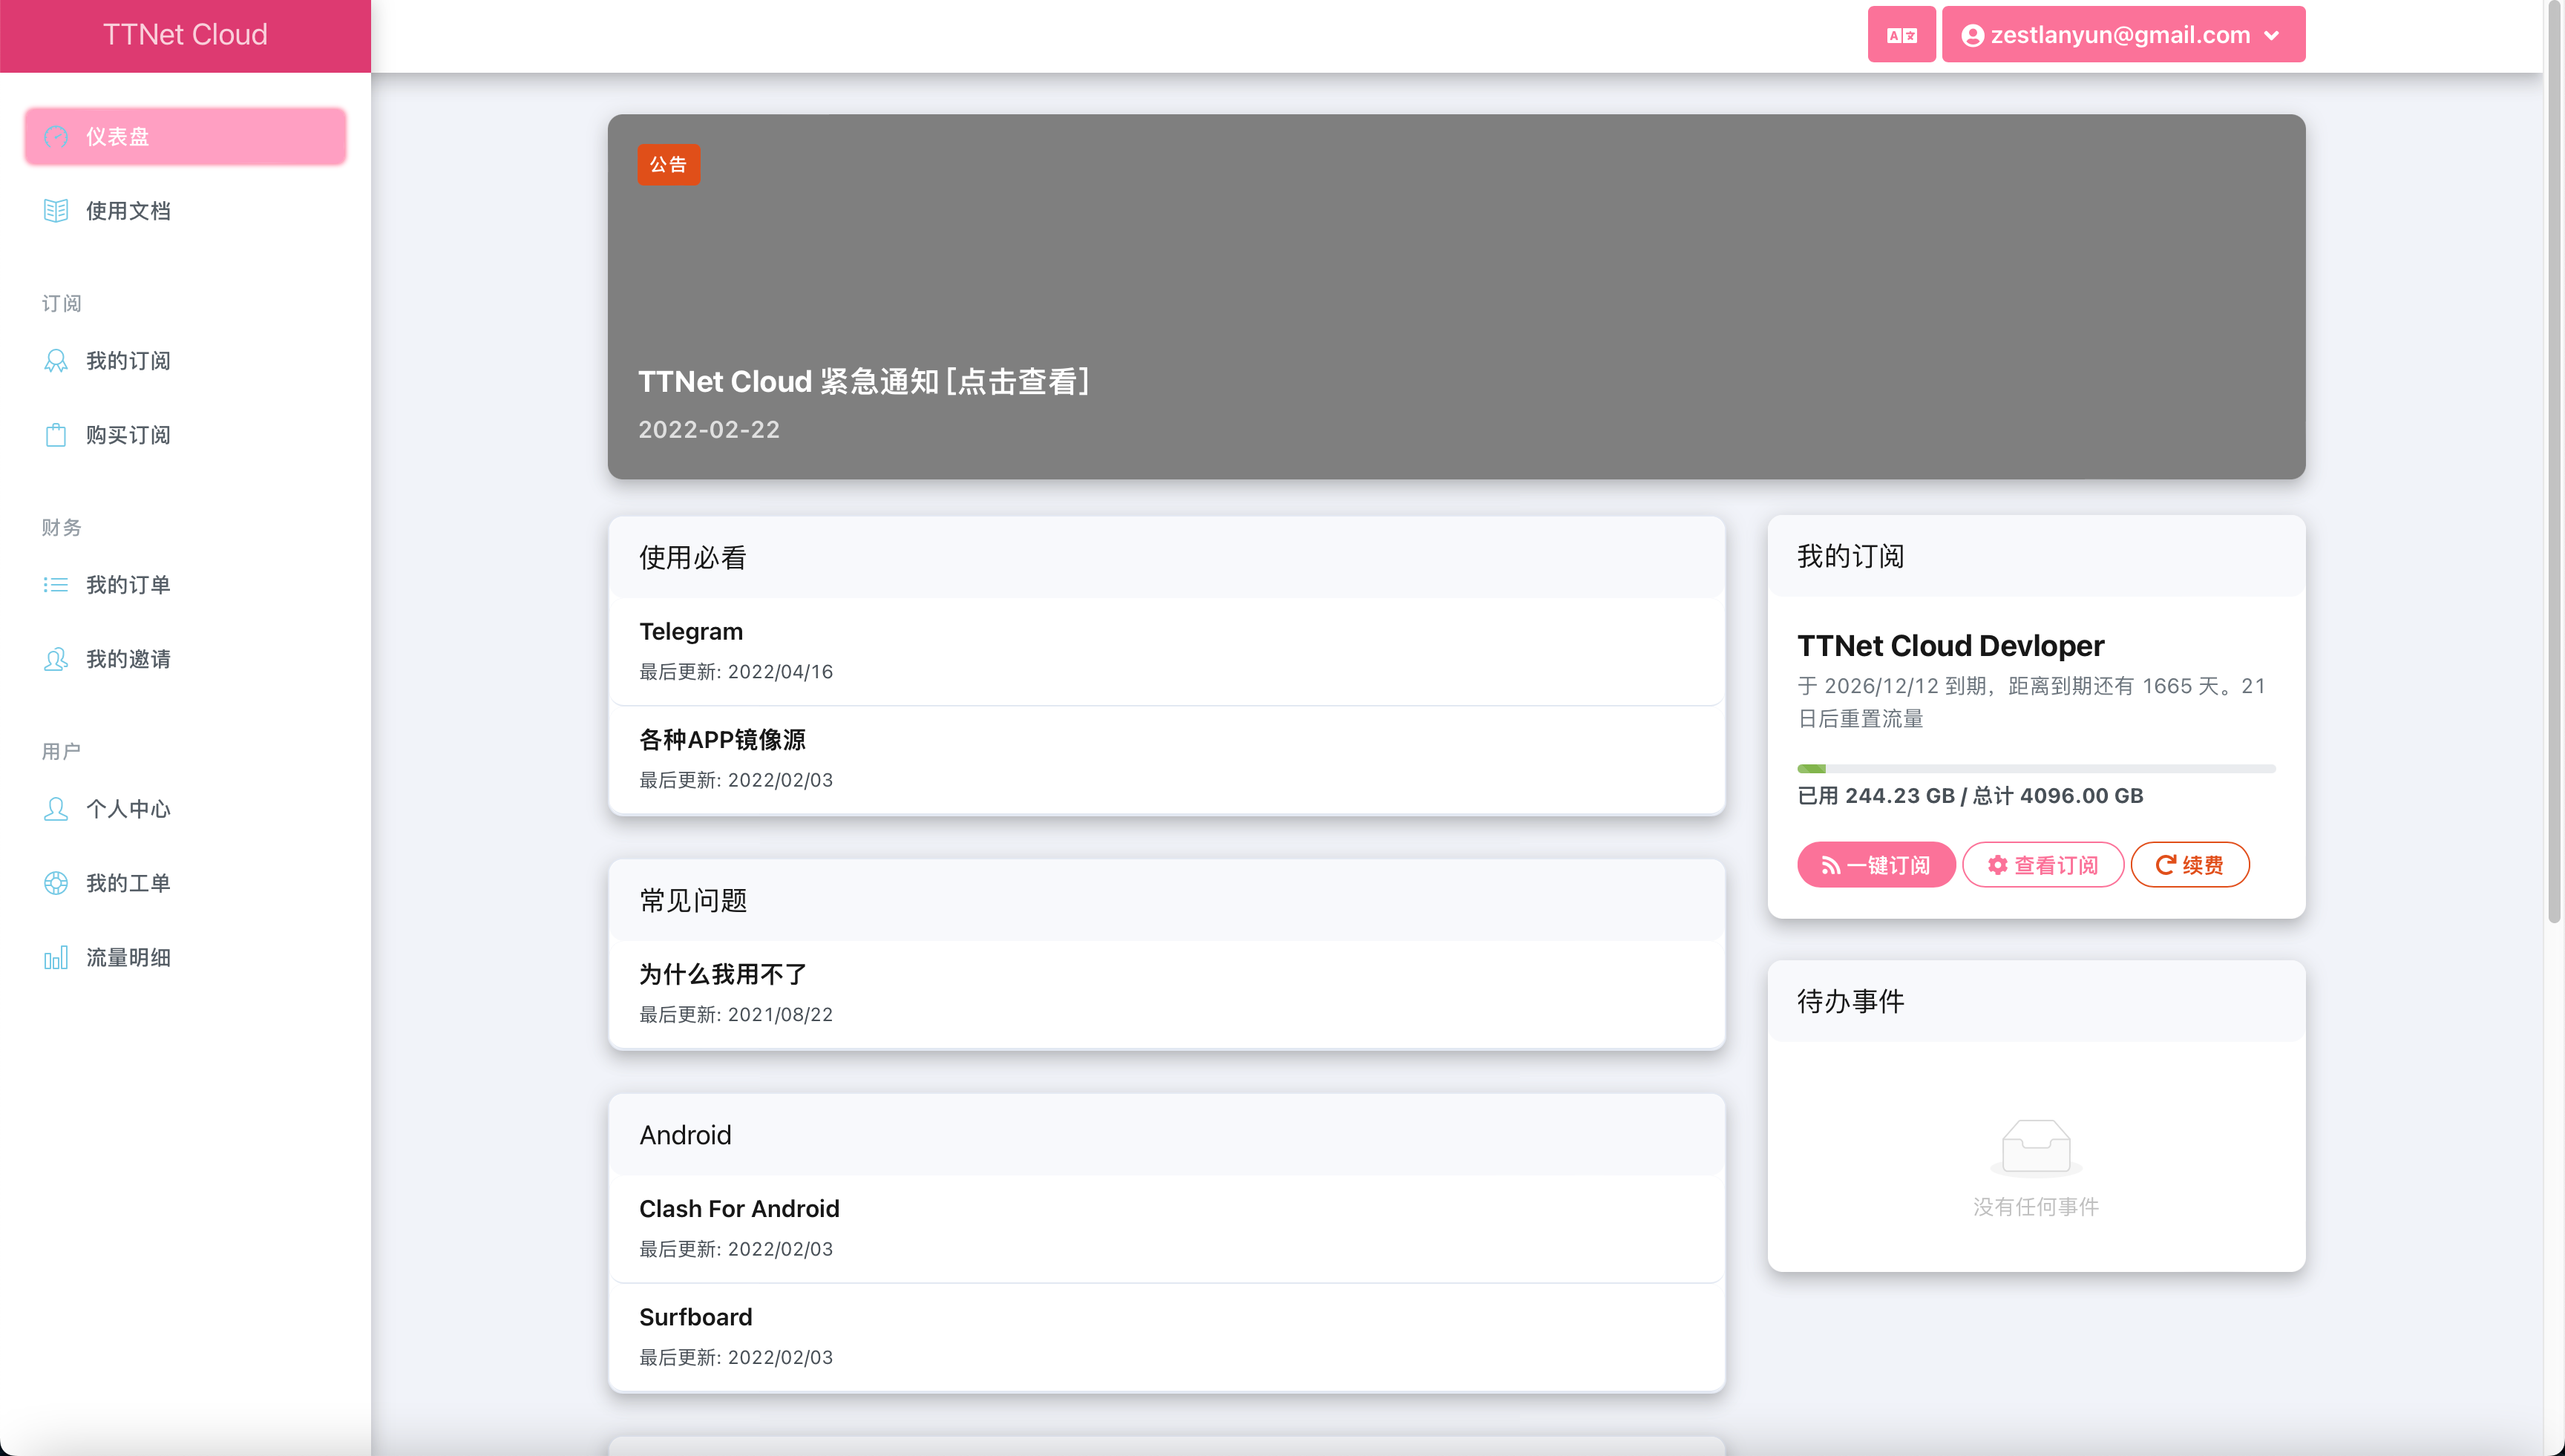 TTNet Cloud
zestlanyun@gmail.com
仪表盘
使用文档
订阅
我的订阅
购买订阅
财务
我的订单
我的邀请
用户
个人中心
我的工单
流量明细
公告
TTNet Cloud 紧急通知 [点击查看]
2022-02-22
使用必看
Telegram
最后更新: 2022/04/16
各种APP镜像源
最后更新: 2022/02/03
常见问题
为什么我用不了
最后更新: 2021/08/22
Android
Clash For Android
最后更新: 2022/02/03
Surfboard
最后更新: 2022/02/03
我的订阅
TTNet Cloud Devloper
于 2026/12/12 到期，距离到期还有 1665 天。21
日后重置流量
已用 244.23 GB / 总计 4096.00 GB
一键订阅 查看订阅 续费
待办事件
没有任何事件